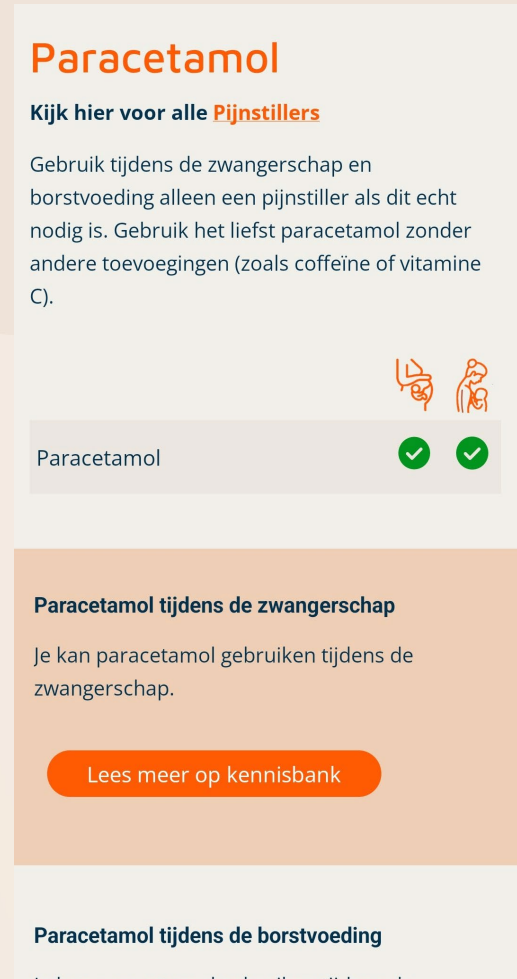 Paracetamol
Kijk hier voor alle Pijnstillers
Gebruik tijdens de zwangerschap en
borstvoeding alleen een pijnstiller als dit echt
nodig is. Gebruik het liefst paracetamol zonder
andere toevoegingen (zoals coffeïne of vitamine
C).
Paracetamol
Paracetamol tijdens de zwangerschap
Je kan paracetamol gebruiken tijdens de
zwangerschap.
Lees meer op kennisbank
Paracetamol tijdens de borstvoeding